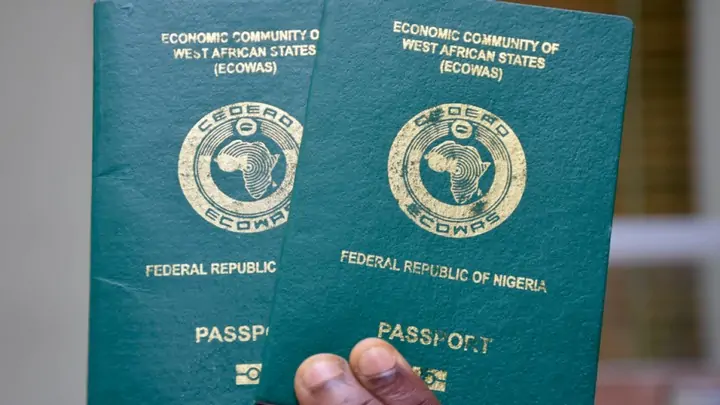 ECONOMIC COMMUNITY O
WEST AFRICAN STATES
(ECOWAS)
CEDEAO
ECOWAS
FEDERAL REPUBLIC
PASSPO
ECONOMIC COMMUNITY OF
WEST AFRICAN STATES
(ECOWAS)
CEDEAO
ECOWAS
FEDERAL REPUBLIC OF NIGERIA
PASSPORT